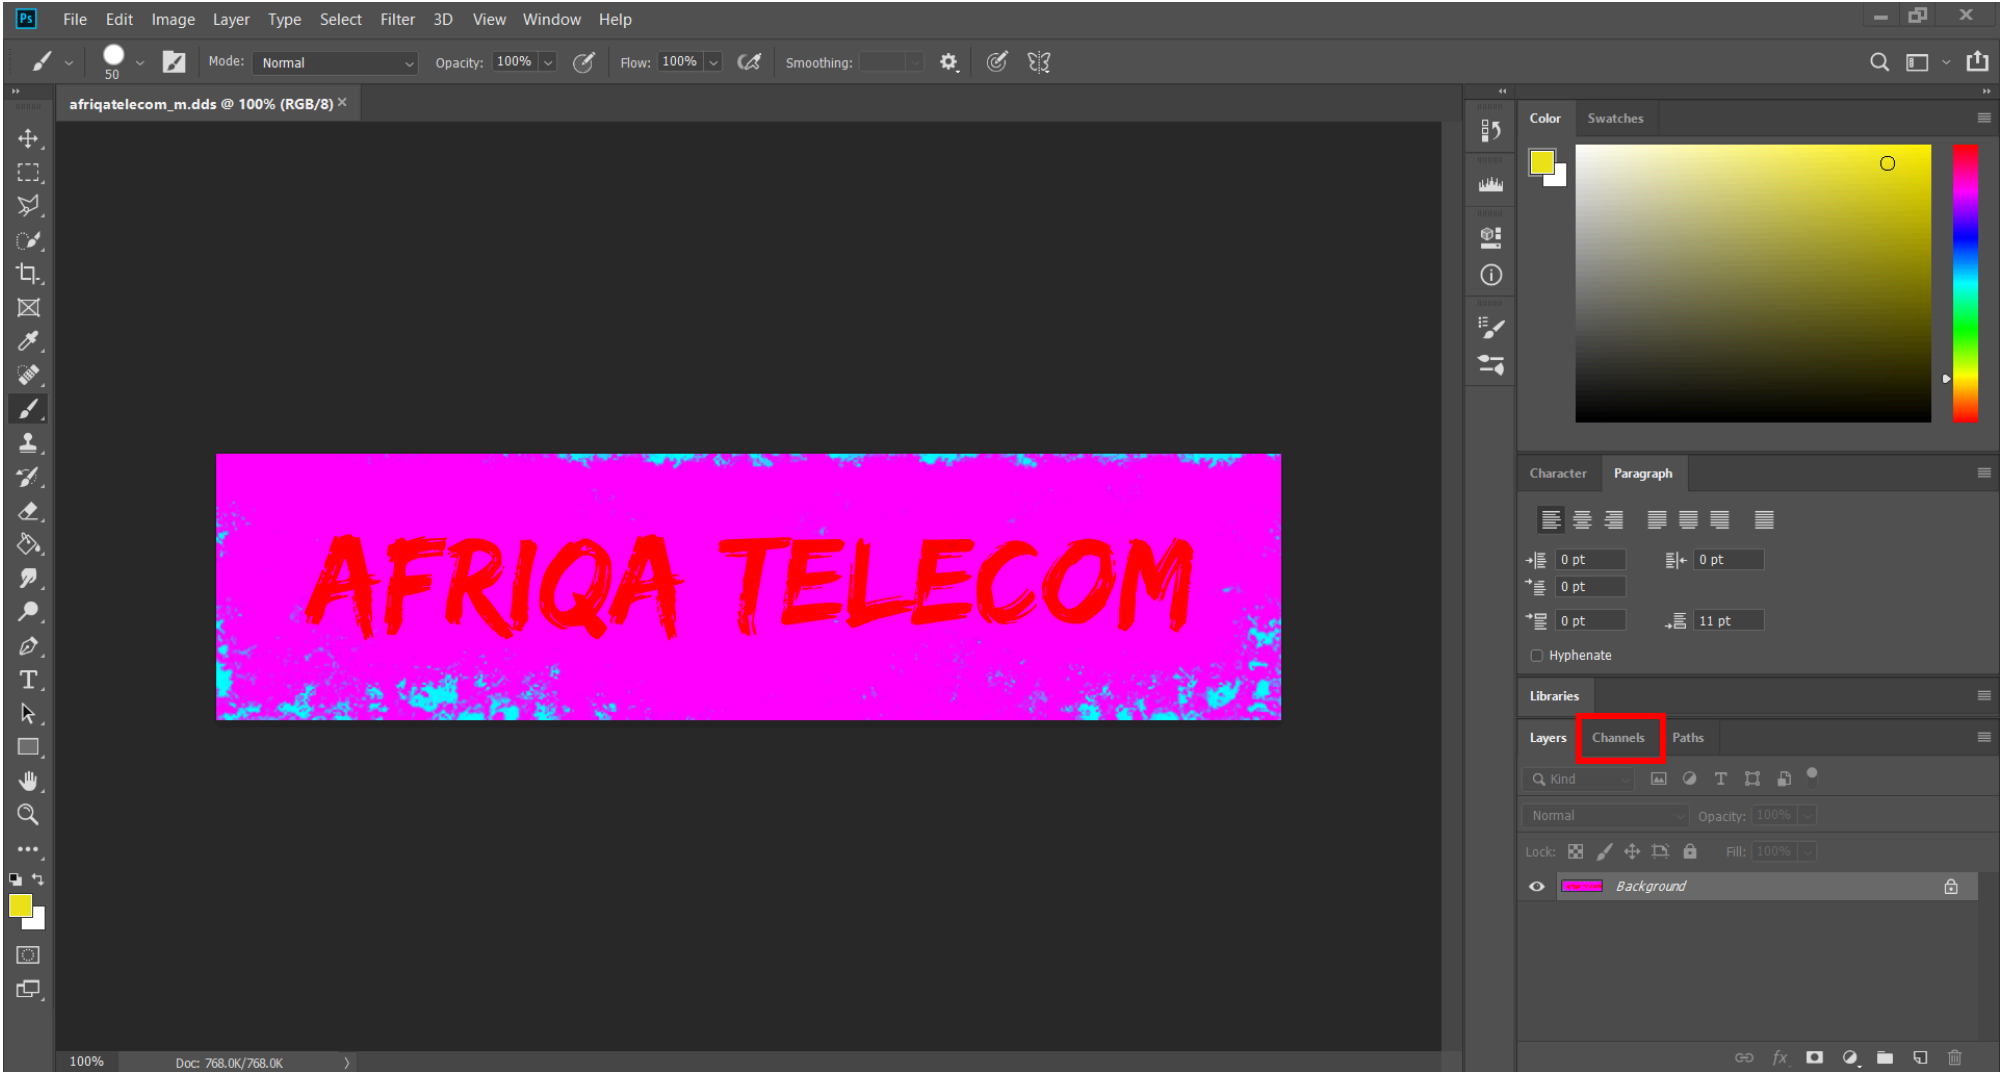 Ps File Edit Image Layer Type Select Filter 3D View Window Help
50 Mode: Normal Opacity: 100% Flow: 100% Smoothing:
afriqatelecom_m.dds @ 100% (RGB/8) ×
Color Swatches
AFRIQA TELECOM
Character Paragraph
0 pt 0 pt
0 pt
0 pt 11 pt
Hyphenate
Libraries
Layers Channels Paths
Kind
Normal Opacity: 100%
Lock: Fill: 100%
Background
fx
100% Doc: 768.0K/768.0K